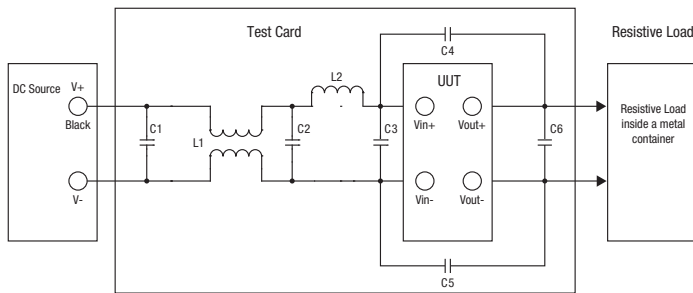 Test Card
Resistive Load
C4
L2
DC Source
V+
UUT
Black
C1
L1
C2
C3
Vin+
Vout+
C6
Resistive Load
inside a metal
container
V-
Vin-
Vout-
C5